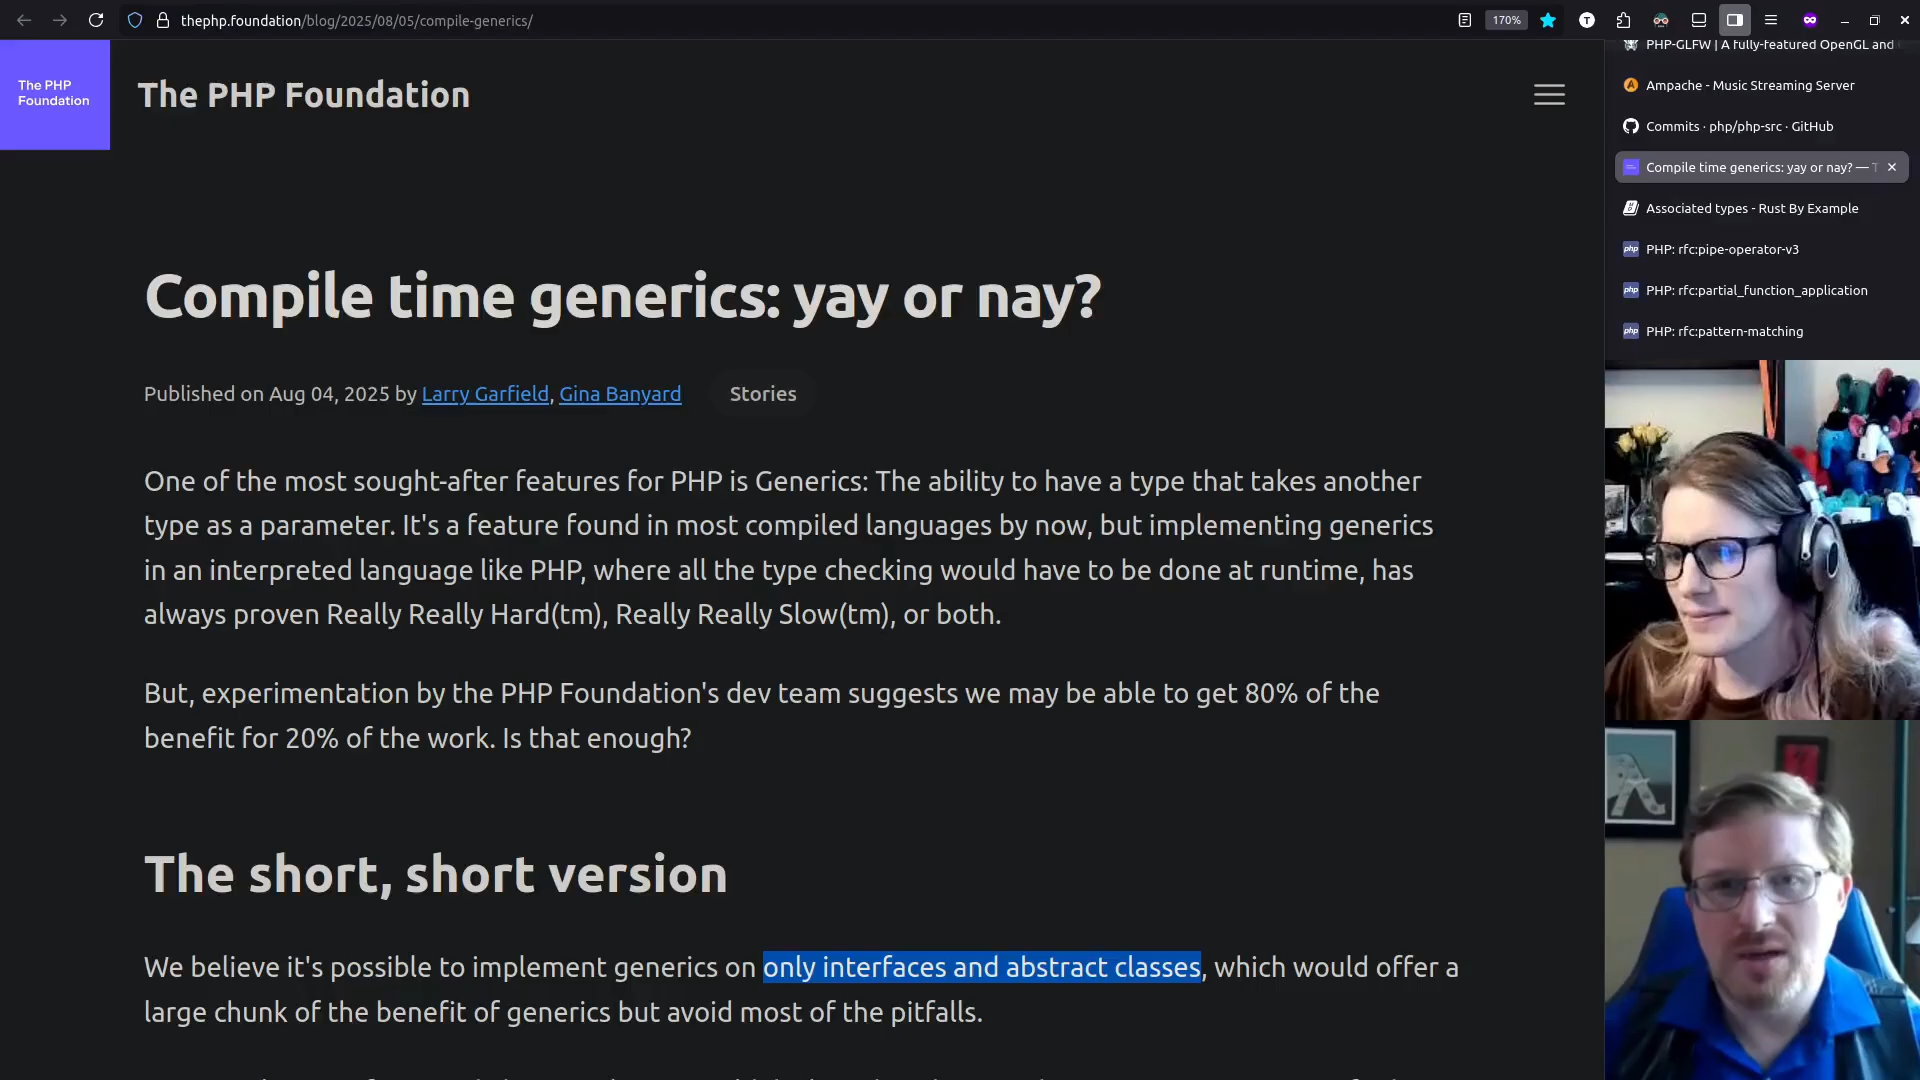 thephp.foundation/blog/2025/08/05/compile-generics/
170%
PHP-GLFW | A fully-featured OpenGL and
Ampache - Music Streaming Server
Commits · php/php-src · GitHub
Compile time generics: yay or nay? —
Associated types - Rust By Example
PHP: rfc:pipe-operator-v3
PHP: rfc:partial_function_application
PHP: rfc:pattern-matching
The PHP
Foundation
The PHP Foundation
Compile time generics: yay or nay?
Published on Aug 04, 2025 by Larry Garfield, Gina Banyard
Stories
One of the most sought-after features for PHP is Generics: The ability to have a type that takes another
type as a parameter. It's a feature found in most compiled languages by now, but implementing generics
in an interpreted language like PHP, where all the type checking would have to be done at runtime, has
always proven Really Really Hard(tm), Really Really Slow(tm), or both.
But, experimentation by the PHP Foundation's dev team suggests we may be able to get 80% of the
benefit for 20% of the work. Is that enough?
The short, short version
We believe it's possible to implement generics on only interfaces and abstract classes, which would offer a
large chunk of the benefit of generics but avoid most of the pitfalls.